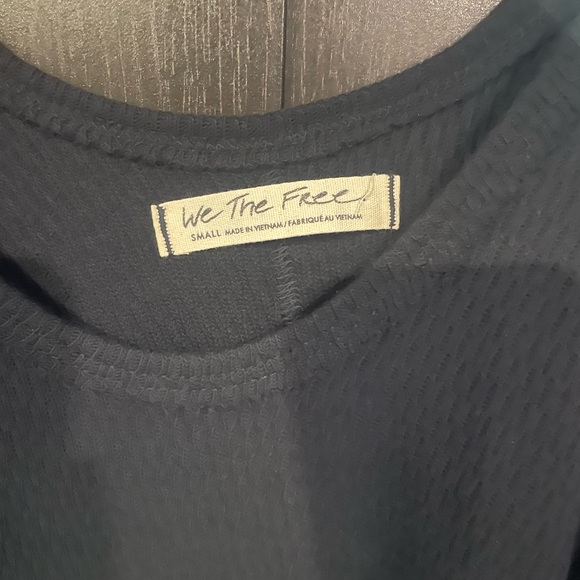 We The Free!
SMALL MADE IN VIETNAM / FABRIQUÉ AU VIETNAM